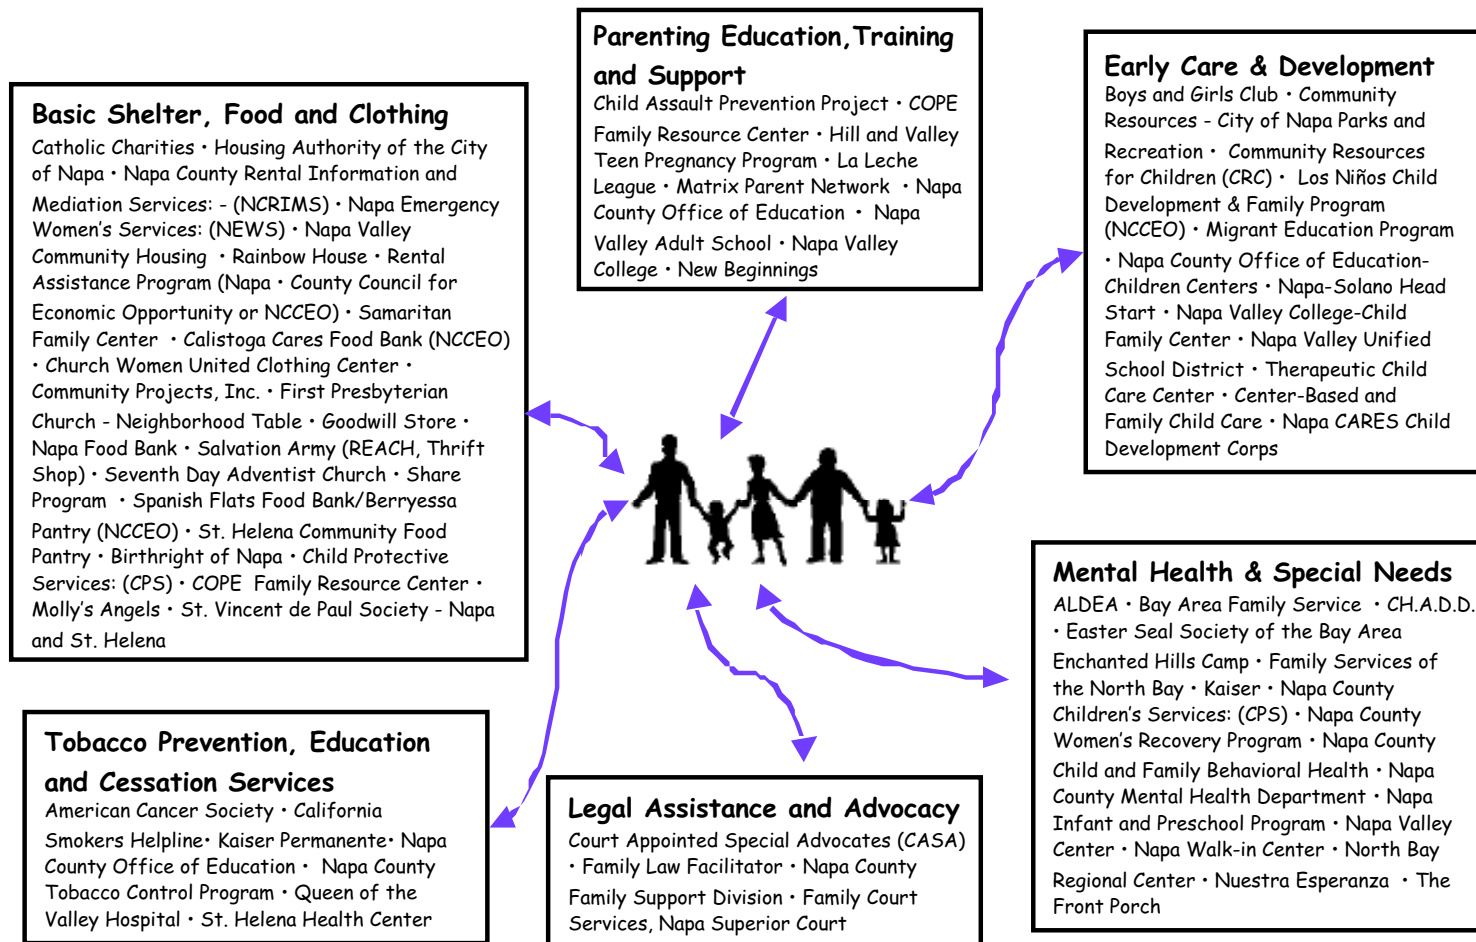 Parenting Education,Training
and Support
Child Assault Prevention Project • COPE
Family Resource Center • Hill and Valley
Teen Pregnancy Program • La Leche
League • Matrix Parent Network • Napa
County Office of Education • Napa
Valley Adult School • Napa Valley
College • New Beginnings
Early Care & Development
Boys and Girls Club • Community
Resources - City of Napa Parks and
Recreation • Community Resources
for Children (CRC) • Los Niños Child
Development & Family Program
(NCCEO) • Migrant Education Program
• Napa County Office of Education-
Children Centers • Napa-Solano Head
Start • Napa Valley College-Child
Family Center • Napa Valley Unified
School District • Therapeutic Child
Care Center • Center-Based and
Family Child Care • Napa CARES Child
Development Corps
Basic Shelter, Food and Clothing
Catholic Charities • Housing Authority of the City
of Napa • Napa County Rental Information and
Mediation Services: - (NCRIMS) • Napa Emergency
Women's Services: (NEWS) • Napa Valley
Community Housing • Rainbow House • Rental
Assistance Program (Napa • County Council for
Economic Opportunity or NCCEO) • Samaritan
Family Center • Calistoga Cares Food Bank (NCCEO)
• Church Women United Clothing Center •
Community Projects, Inc. • First Presbyterian
Church - Neighborhood Table • Goodwill Store •
Napa Food Bank • Salvation Army (REACH, Thrift
Shop) • Seventh Day Adventist Church • Share
Program • Spanish Flats Food Bank/Berryessa
Pantry (NCCEO) • St. Helena Community Food
Pantry • Birthright of Napa • Child Protective
Services: (CPS) • COPE Family Resource Center •
Molly's Angels • St. Vincent de Paul Society - Napa
and St. Helena
Mental Health & Special Needs
ALDEA • Bay Area Family Service • CH.A.D.D.
• Easter Seal Society of the Bay Area
Enchanted Hills Camp • Family Services of
the North Bay • Kaiser • Napa County
Children's Services: (CPS) • Napa County
Women's Recovery Program • Napa County
Child and Family Behavioral Health • Napa
County Mental Health Department • Napa
Infant and Preschool Program • Napa Valley
Center • Napa Walk-in Center • North Bay
Regional Center • Nuestra Esperanza • The
Front Porch
Tobacco Prevention, Education
and Cessation Services
American Cancer Society • California
Smokers Helpline• Kaiser Permanente• Napa
County Office of Education • Napa County
Tobacco Control Program • Queen of the
Valley Hospital • St. Helena Health Center
Legal Assistance and Advocacy
Court Appointed Special Advocates (CASA)
• Family Law Facilitator • Napa County
Family Support Division • Family Court
Services, Napa Superior Court